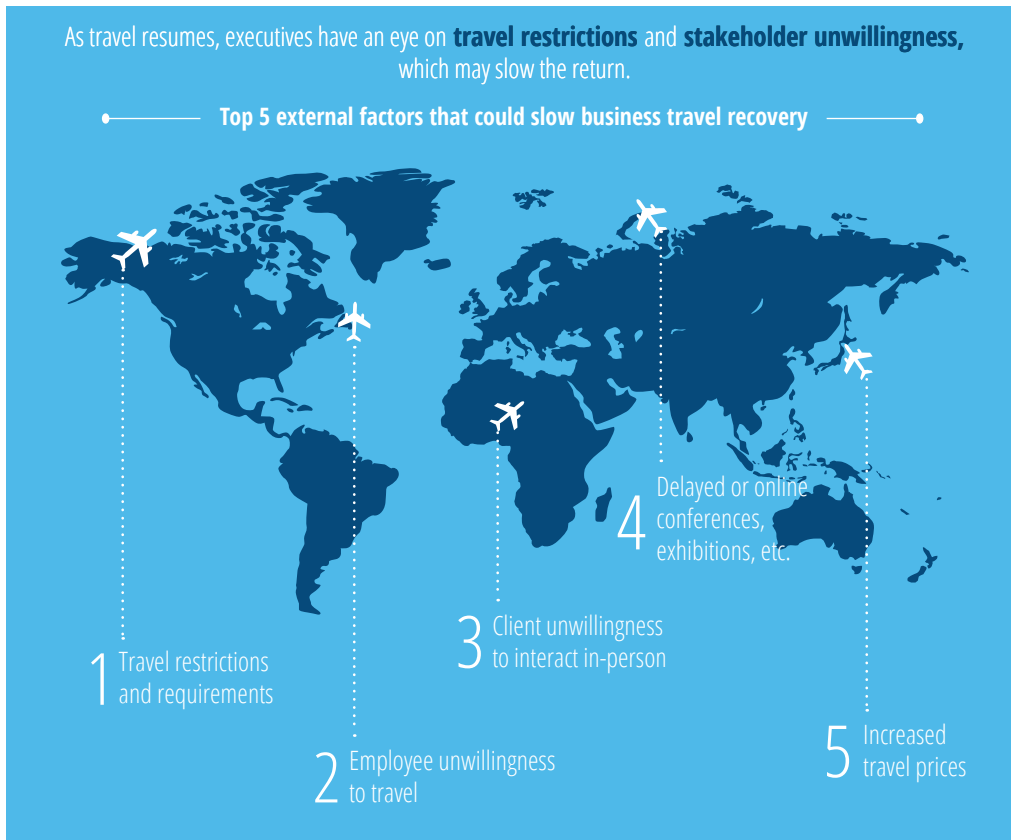 As travel resumes, executives have an eye on travel restrictions and stakeholder unwillingness,
which may slow the return.
Top 5 external factors that could slow business travel recovery
1 Travel restrictions
and requirements
2 Employee unwillingness
to travel
3 Client unwillingness
to interact in-person
4 Delayed or online
conferences,
exhibitions, etc.
5 Increased
travel prices